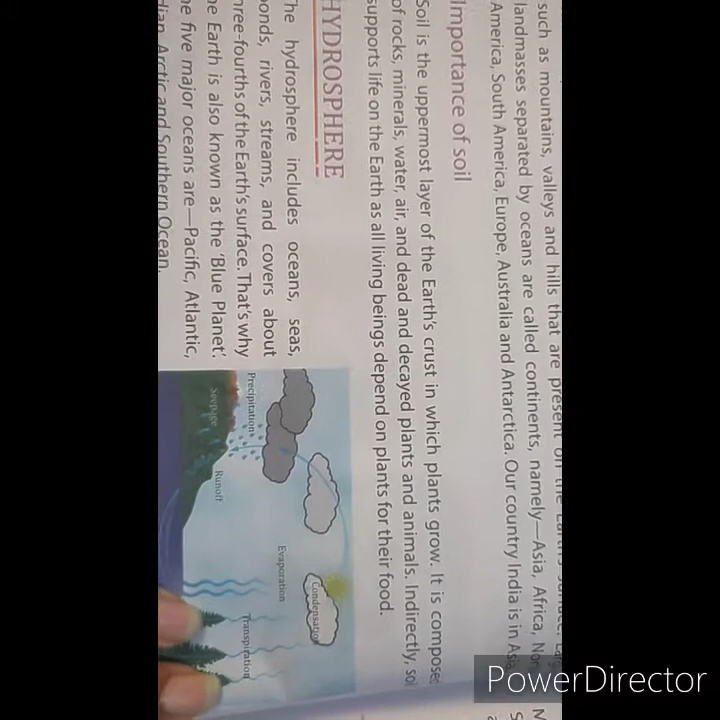 such as mountains, valleys and hills that are present on the Earth's surface.
landmasses separated by oceans are called continents, namely—Asia, Africa,
America, South America, Europe, Australia and Antarctica. Our country India is in Asia
Importance of soil
Soil is the uppermost layer of the Earth's crust in which plants grow. It is composed
of rocks, minerals, water, air, and dead and decayed plants and animals. Indirectly, soil
supports life on the Earth as all living beings depend on plants for their food.
HYDROSPHERE
The hydrosphere includes oceans, seas,
ponds, rivers, streams, and covers about
three-fourths of the Earth's surface. That's why
the Earth is also known as the 'Blue Planet'.
The five major oceans are—Pacific, Atlantic,
Indian, Arctic and Southern Ocean.
Condensation
Evaporation
Precipitation
Transpiration
Seepage
Runoff
PowerDirector